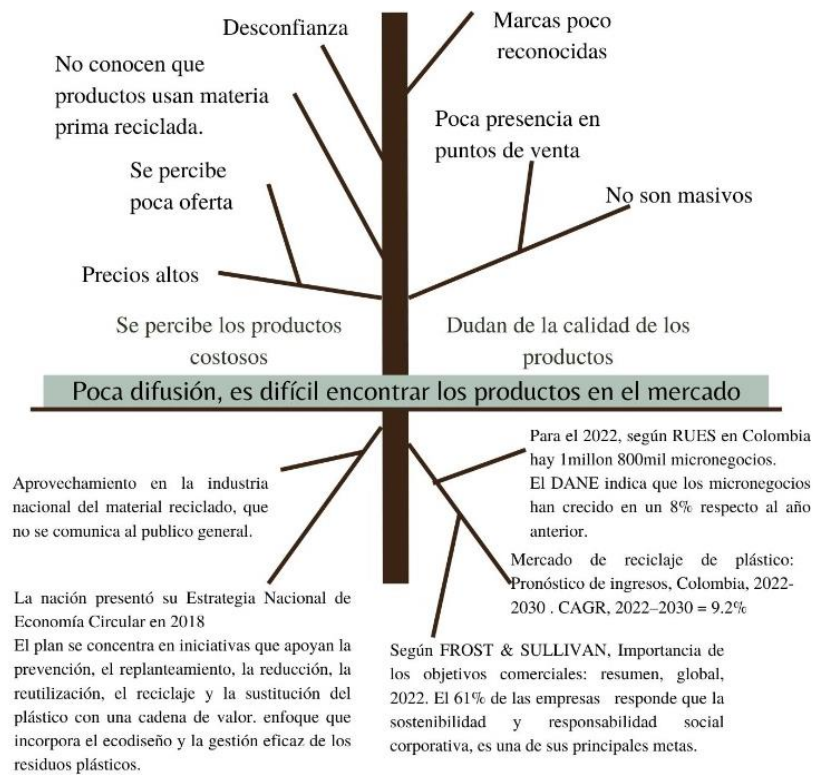 Desconfianza
Marcas poco
reconocidas
No conocen que
productos usan materia
prima reciclada.
Poca presencia en
puntos de venta
Se percibe
poca oferta
No son masivos
Precios altos
Se percibe los productos
costosos
Dudan de la calidad de los
productos
Poca difusión, es difícil encontrar los productos en el mercado
Aprovechamiento en la industria
nacional del material reciclado, que
no se comunica al publico general.
Para el 2022, según RUES en Colombia
hay 1millon 800mil micronegocios.
El DANE indica que los micronegocios
han crecido en un 8% respecto al año
anterior.
Mercado de reciclaje de plástico:
Pronóstico de ingresos, Colombia, 2022-
2030 . CAGR, 2022–2030 = 9.2%
La nación presentó su Estrategia Nacional de
Economía Circular en 2018
El plan se concentra en iniciativas que apoyan la
prevención, el replanteamiento, la reducción, la
reutilización, el reciclaje y la sustitución del
plástico con una cadena de valor. enfoque que
incorpora el ecodiseño y la gestión eficaz de los
residuos plásticos.
Según FROST & SULLIVAN, Importancia de
los objetivos comerciales: resumen, global,
2022. El 61% de las empresas responde que la
sostenibilidad y responsabilidad social
corporativa, es una de sus principales metas.